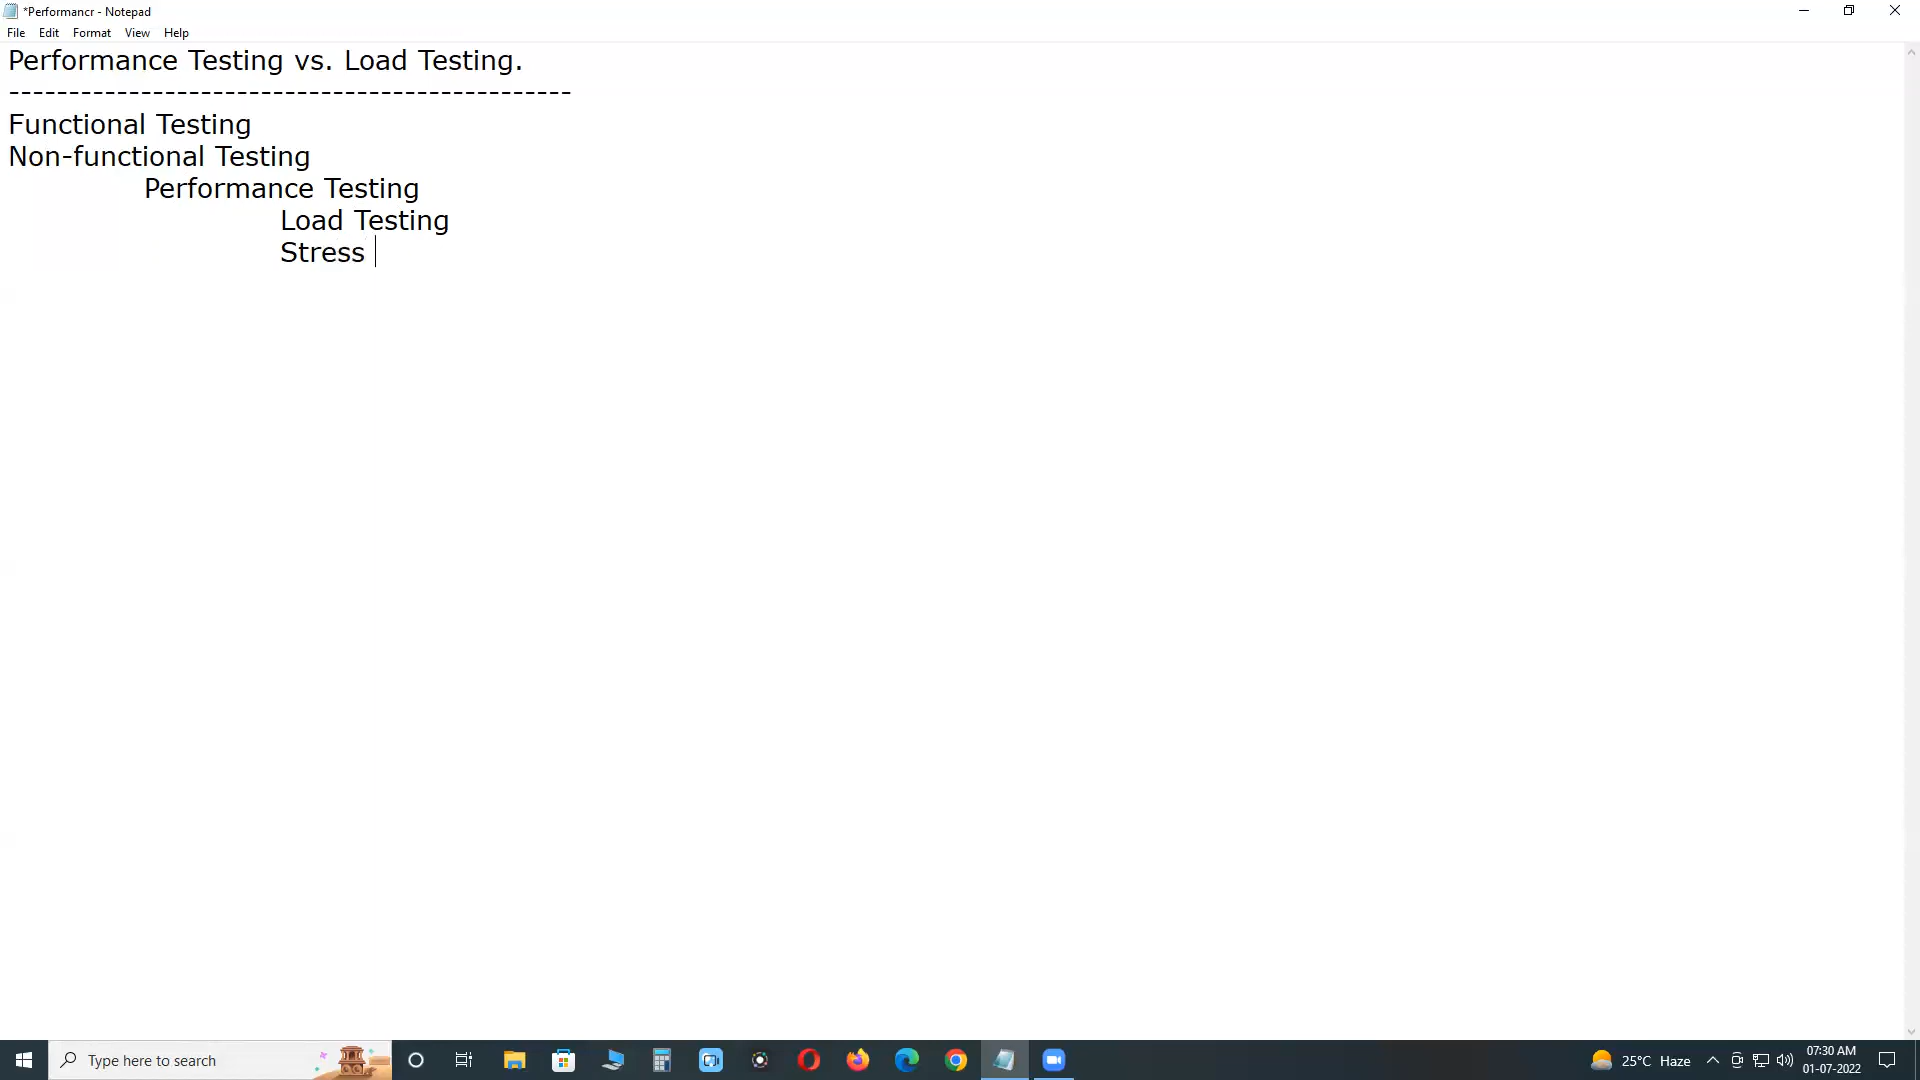 *Performancr - Notepad
File Edit Format View Help
Performance Testing vs. Load Testing.
-----------------------------------------------
Functional Testing
Non-functional Testing
Performance Testing
Load Testing
Stress
Type here to search
25°C Haze
07:30 AM
01-07-2022